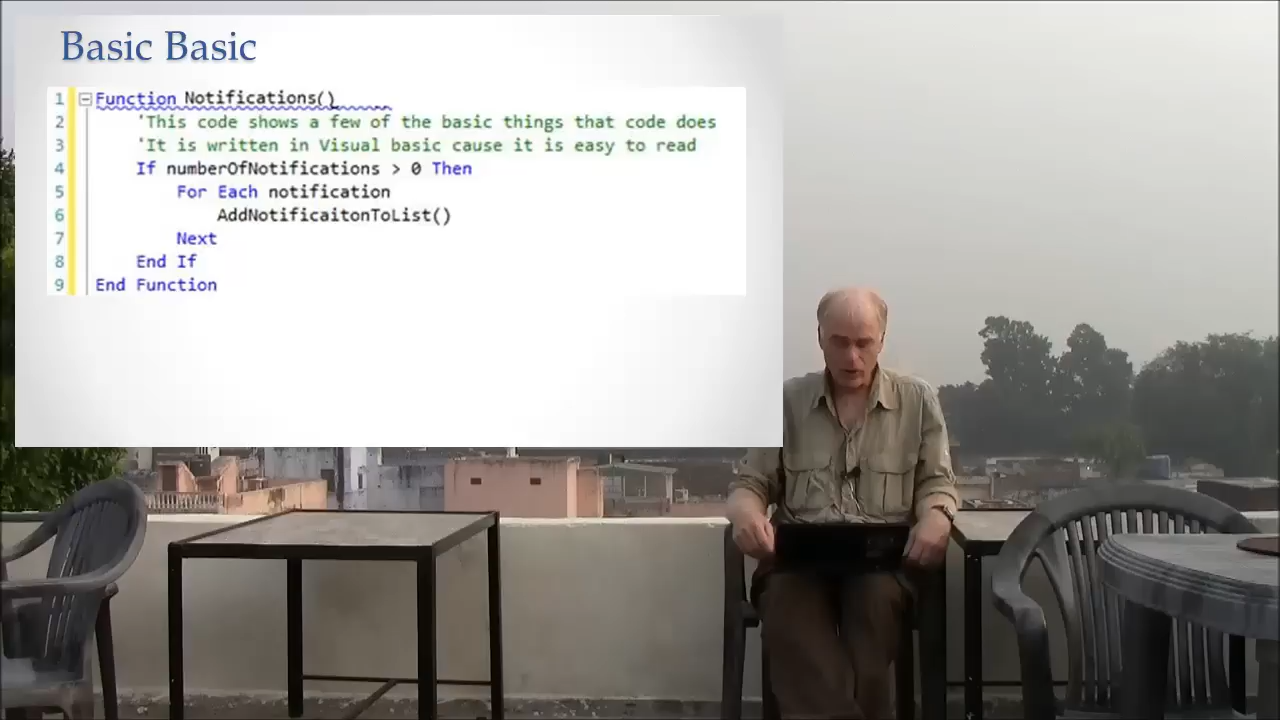 Basic Basic
1 Function Notifications()
2 'This code shows a few of the basic things that code does
3 'It is written in Visual basic cause it is easy to read
4 If numberOfNotifications > 0 Then
5 For Each notification
6 AddNotificaitonToList()
7 Next
8 End If
9 End Function